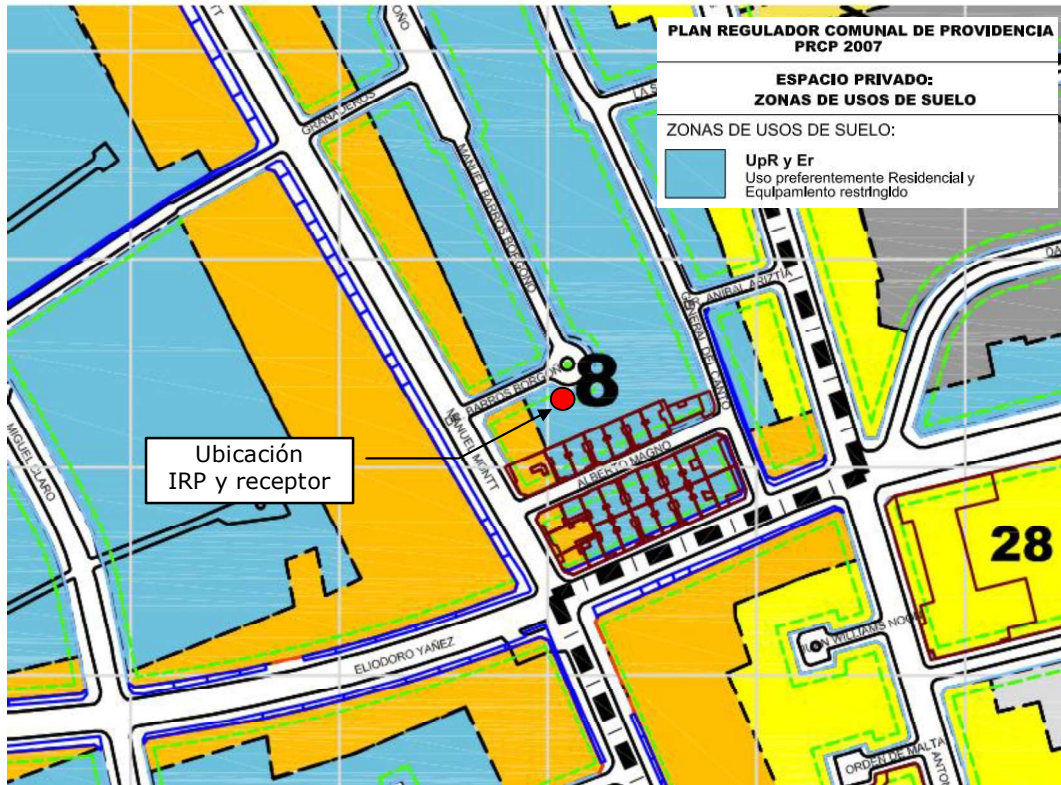 PLAN REGULADOR COMUNAL DE PROVIDENCIA
PRCP 2007
ESPACIO PRIVADO:
ZONAS DE USOS DE SUELO
ZONAS DE USOS DE SUELO:
UpR y Er
Uso preferentemente Residencial y
Equipamiento restringido
GRANADEROS
MANUEL BARROS BORGOÑO
DR. ANIBAL ARIZTÍA
GENERAL DEL CANTO
BARROS BORGOÑO
8
MANUEL MONTT
Ubicación
IRP y receptor
ALBERTO MAGNO
MIGUEL CLARO
28
JUAN WILLIAMS NOON
ELIODORO YAÑEZ
ORDEN DE MALTA